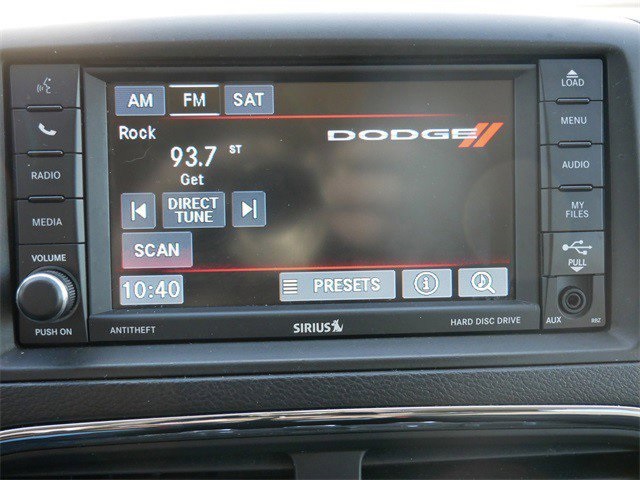 LOAD
AM FM SAT
Rock
DODGE
MENU
93.7 ST
Get
RADIO
AUDIO
DIRECT
TUNE
MEDIA
MY
FILES
SCAN
VOLUME
PULL
10:40
PRESETS
PUSH ON
ANTITHEFT
SIRIUS
HARD DISC DRIVE
AUX
RBZ